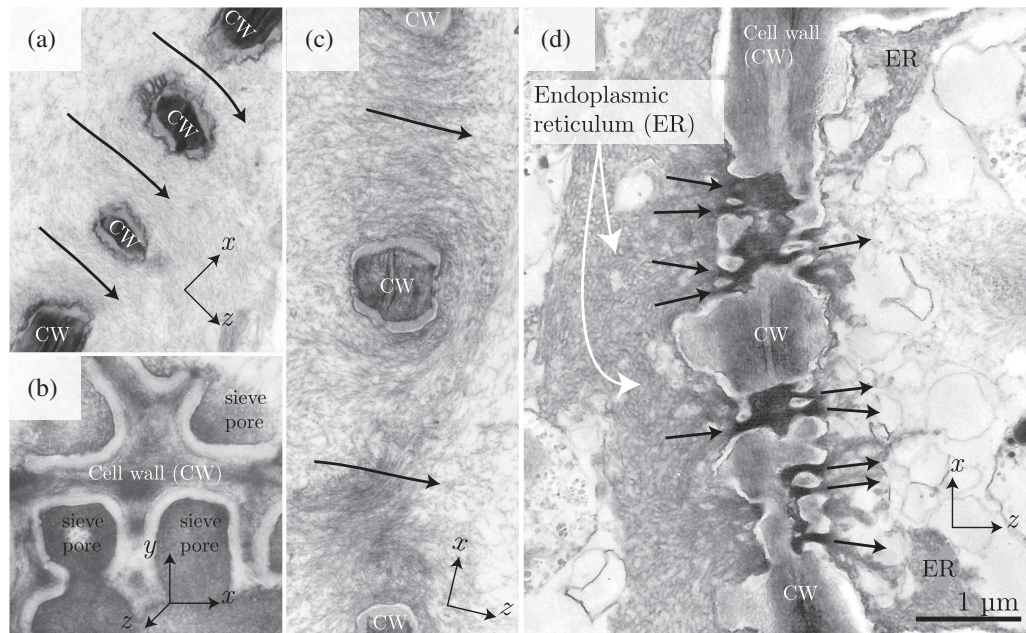 (a)
CW
CW
CW
CW
x
z
(b)
sieve
pore
Cell wall (CW)
sieve
pore
sieve
pore
y
x
z
(c)
CW
CW
CW
x
z
(d)
Cell wall
(CW)
ER
Endoplasmic
reticulum (ER)
CW
x
z
ER
CW
1 μm